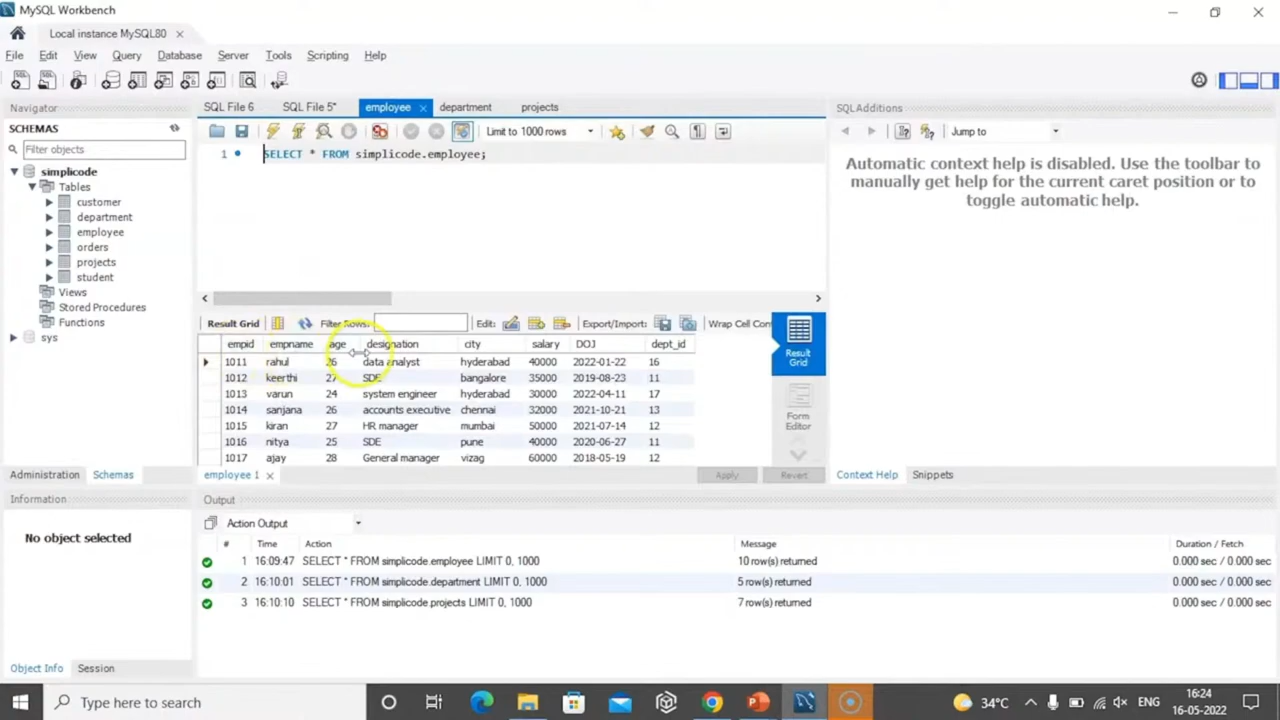 MySQL Workbench
Local instance MySQL80
File Edit View Query Database Server Tools Scripting Help
Navigator
SCHEMAS
Filter objects
simplicode
Tables
customer
department
employee
orders
projects
student
Views
Stored Procedures
Functions
sys
Administration Schemas
Information
No object selected
Object Info Session
SQL File 6 SQL File 5* employee department projects
Limit to 1000 rows
1 SELECT * FROM simplicode.employee;
Result Grid Filter Rows: Edit: Export/Import: Wrap Cell Con
empid empname age designation city salary DOJ dept_id
1011 rahul 26 data analyst hyderabad 40000 2022-01-22 16
1012 keerthi 27 SDE bangalore 35000 2019-08-23 11
1013 varun 24 system engineer hyderabad 30000 2022-04-11 17
1014 sanjana 26 accounts executive chennai 32000 2021-10-21 13
1015 kiran 27 HR manager mumbai 50000 2021-07-14 12
1016 nitya 25 SDE pune 40000 2020-06-27 11
1017 ajay 28 General manager vizag 60000 2018-05-19 12
Result
Grid
Form
Editor
employee 1 Apply Revert
SQLAdditions
Jump to
Automatic context help is disabled. Use the toolbar to
manually get help for the current caret position or to
toggle automatic help.
Context Help Snippets
Output
Action Output
# Time Action Message Duration / Fetch
1 16:09:47 SELECT * FROM simplicode.employee LIMIT 0, 1000 10 row(s) returned 0.000 sec / 0.000 sec
2 16:10:01 SELECT * FROM simplicode.department LIMIT 0, 1000 5 row(s) returned 0.000 sec / 0.000 sec
3 16:10:10 SELECT * FROM simplicode.projects LIMIT 0, 1000 7 row(s) returned 0.000 sec / 0.000 sec
Type here to search
34°C
ENG
16:24
16-05-2022